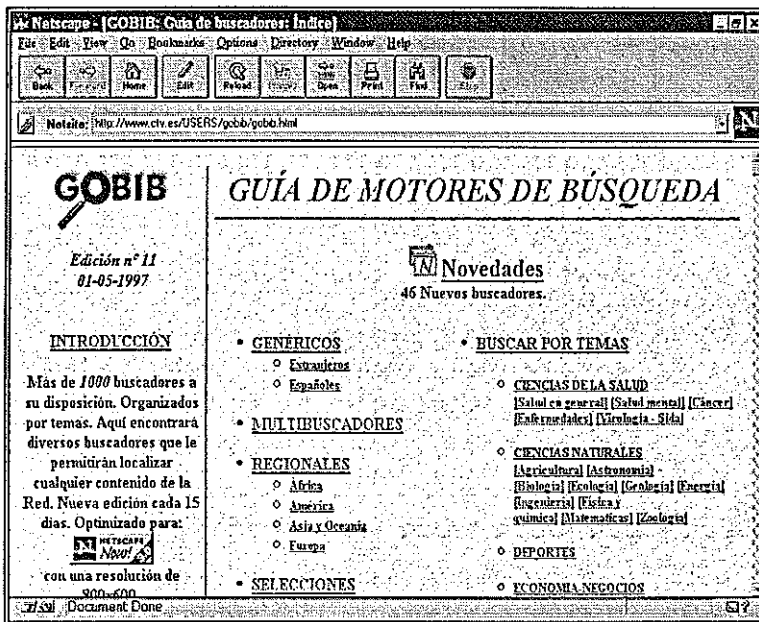 Netscape - [GOBIB: Guía de buscadores: Índice]
File Edit View Go Bookmarks Options Directory Window Help
Back Forward Home Edit Reload Open Print Find Stop
Netsite: http://www.ctv.es/USERS/gobib/gobib.html
GOBIB
Edición nº 11
01-05-1997
INTRODUCCIÓN
Más de 1000 buscadores a
su disposición. Organizados
por temas. Aquí encontrará
diversos buscadores que le
permitirán localizar
cualquier contenido de la
Red. Nueva edición cada 15
días. Optimizado para:
NETSCAPE
Now!
con una resolución de
800x600
GUÍA DE MOTORES DE BÚSQUEDA
Novedades
46 Nuevos buscadores.
• GENÉRICOS
○ Extranjeros
○ Españoles
• MULTIBUSCADORES
• REGIONALES
○ África
○ América
○ Asia y Oceanía
○ Europa
• SELECCIONES
• BUSCAR POR TEMAS
○ CIENCIAS DE LA SALUD
[Salud en general] [Salud mental] [Cáncer]
[Enfermedades] [Virología - Sida]
○ CIENCIAS NATURALES
[Agricultura] [Astronomía] -
[Biología] [Ecología] [Geología] [Energía]
[Ingeniería] [Física y
química] [Matematicas] [Zoología]
○ DEPORTES
○ ECONOMIA-NEGOCIOS
Document Done